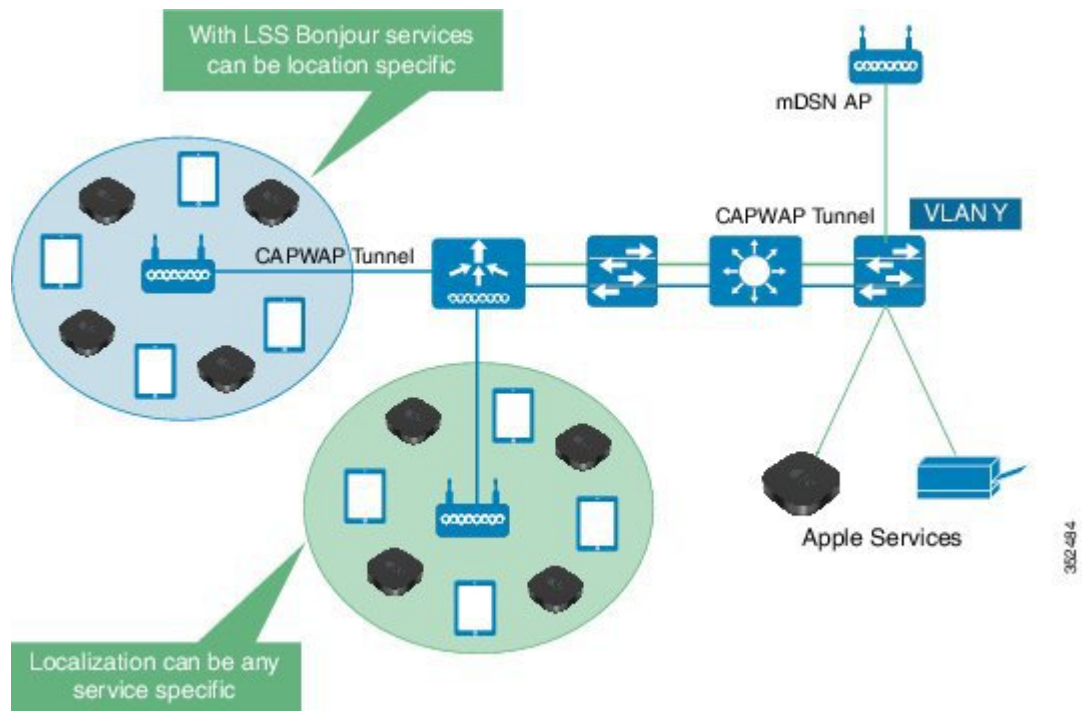 With LSS Bonjour services
can be location specific
mDSN AP
CAPWAP Tunnel
VLAN Y
CAPWAP Tunnel
Apple Services
352484
Localization can be any
service specific